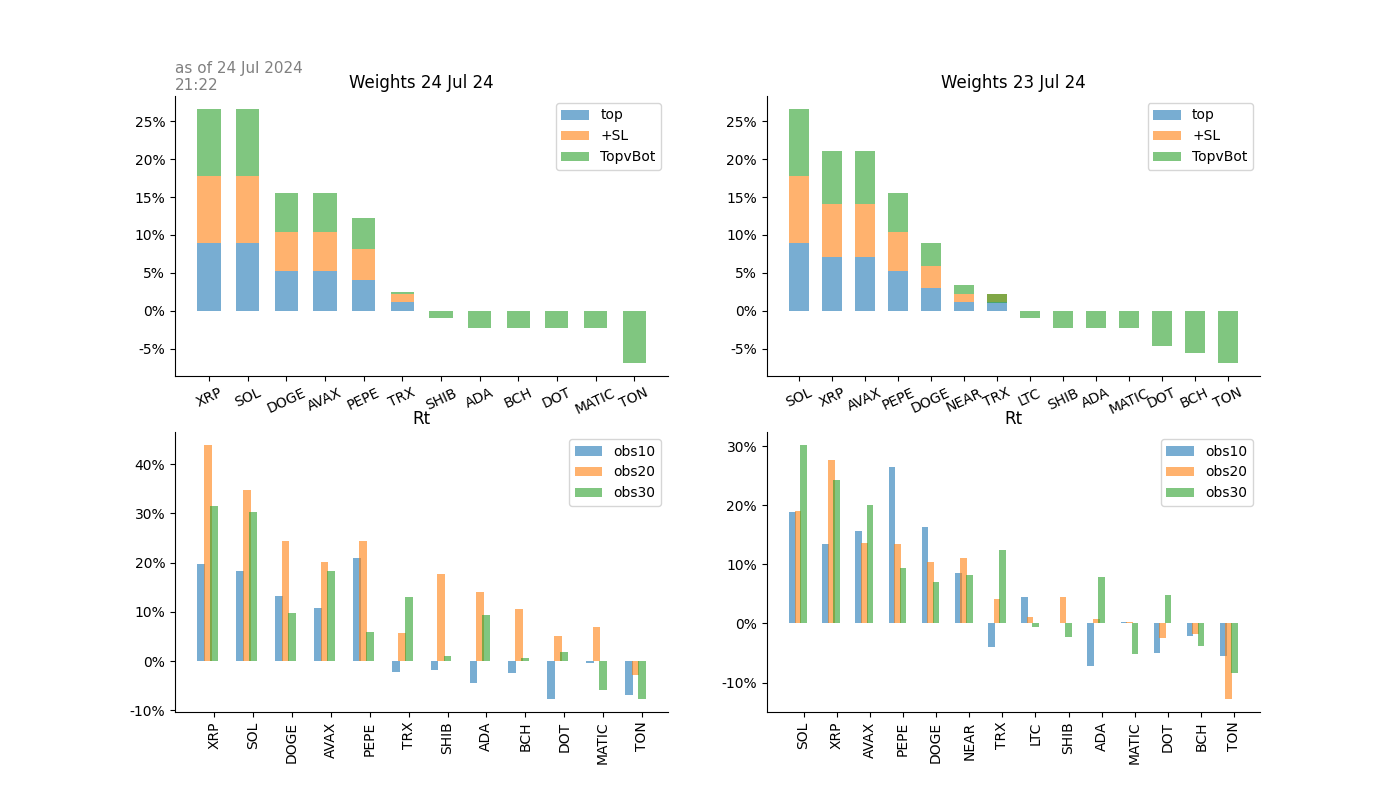 as of 24 Jul 2024
21:22
Weights 24 Jul 24
25%
20%
15%
10%
5%
0%
-5%
top
+SL
TopvBot
XRP SOL DOGE AVAX PEPE TRX SHIB ADA BCH DOT MATIC TON
Weights 23 Jul 24
25%
20%
15%
10%
5%
0%
-5%
top
+SL
TopvBot
SOL XRP AVAX PEPE DOGE NEAR TRX LTC SHIB ADA MATIC DOT BCH TON
Rt
40%
30%
20%
10%
0%
-10%
obs10
obs20
obs30
XRP SOL DOGE AVAX PEPE TRX SHIB ADA BCH DOT MATIC TON
Rt
30%
20%
10%
0%
-10%
obs10
obs20
obs30
SOL XRP AVAX PEPE DOGE NEAR TRX LTC SHIB ADA MATIC DOT BCH TON